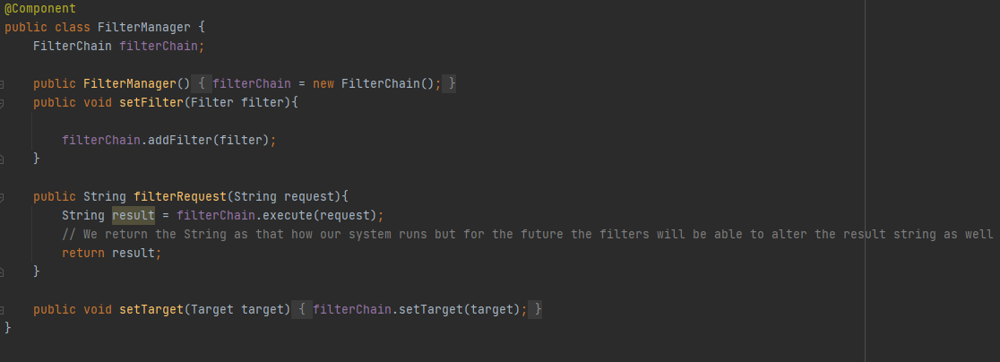 @Component
public class FilterManager {
    FilterChain filterChain;

    public FilterManager() { filterChain = new FilterChain(); }
    public void setFilter(Filter filter){

        filterChain.addFilter(filter);
    }

    public String filterRequest(String request){
        String result = filterChain.execute(request);
        // We return the String as that how our system runs but for the future the filters will be able to alter the result string as well
        return result;
    }

    public void setTarget(Target target) { filterChain.setTarget(target); }
}